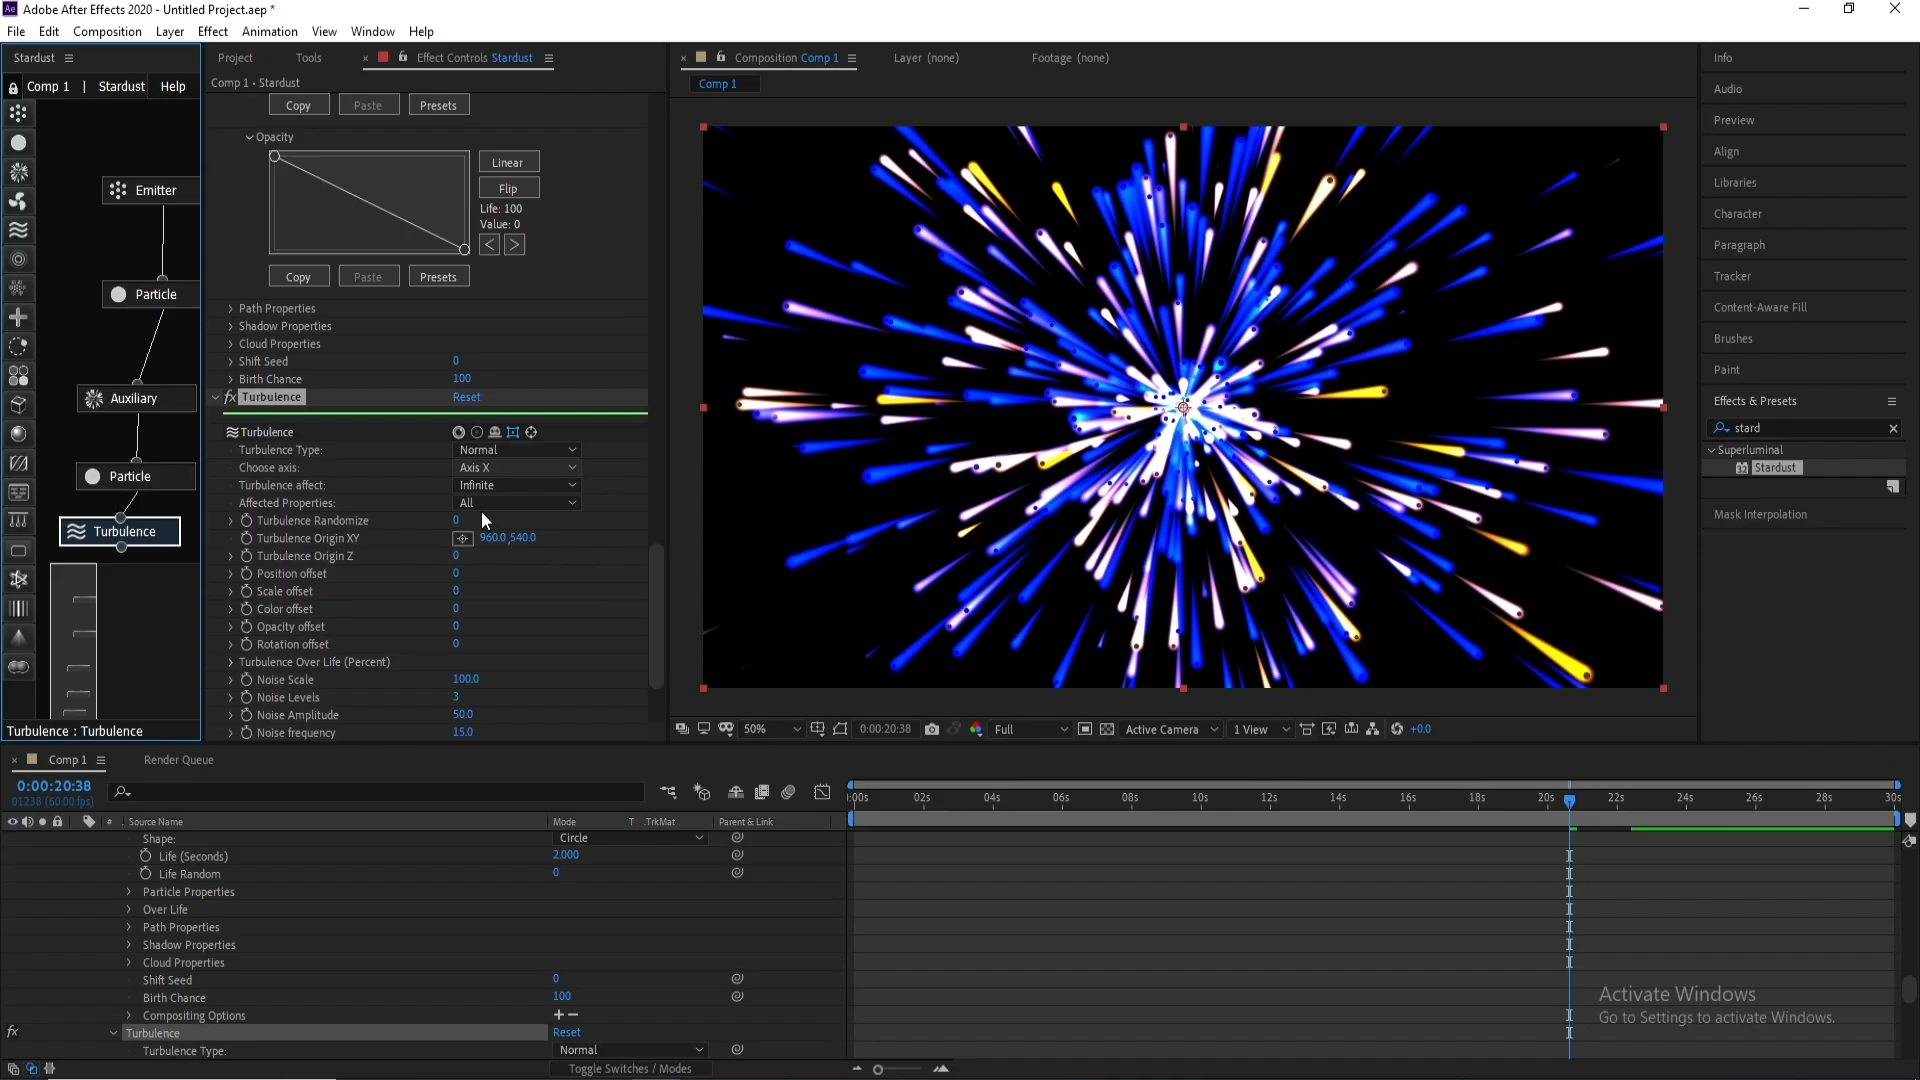 Adobe After Effects 2020 - Untitled Project.aep *
File Edit Composition Layer Effect Animation View Window Help
Stardust
Comp 1 | Stardust Help
Emitter
Particle
Auxiliary
Particle
Turbulence
Turbulence : Turbulence
Project Tools Effect Controls Stardust
Comp 1 • Stardust
Copy Paste Presets
Opacity
Linear
Flip
Life: 100
Value: 0
< >
Copy Paste Presets
Path Properties
Shadow Properties
Cloud Properties
Shift Seed 0
Birth Chance 100
fx Turbulence Reset
Turbulence
Turbulence Type: Normal
Choose axis: Axis X
Turbulence affect: Infinite
Affected Properties: All
Turbulence Randomize 0
Turbulence Origin XY 960.0,540.0
Turbulence Origin Z 0
Position offset 0
Scale offset 0
Color offset 0
Opacity offset 0
Rotation offset 0
Turbulence Over Life (Percent)
Noise Scale 100.0
Noise Levels 3
Noise Amplitude 50.0
Noise frequency 15.0
Composition Comp 1 Layer (none) Footage (none)
Comp 1
50% 0:00:20:38 Full Active Camera 1 View +0.0
Info
Audio
Preview
Align
Libraries
Character
Paragraph
Tracker
Content-Aware Fill
Brushes
Paint
Effects & Presets
stard
Superluminal
32 Stardust
Mask Interpolation
Comp 1 Render Queue
0:00:20:38
01238 (60.00 fps)
:00s 02s 04s 06s 08s 10s 12s 14s 16s 18s 20s 22s 24s 26s 28s 30s
# Source Name Mode T .TrkMat Parent & Link
Shape: Circle
Life (Seconds) 2.000
Life Random 0
Particle Properties
Over Life
Path Properties
Shadow Properties
Cloud Properties
Shift Seed 0
Birth Chance 100
Compositing Options + −
fx Turbulence Reset
Turbulence Type: Normal
Toggle Switches / Modes
Activate Windows
Go to Settings to activate Windows.